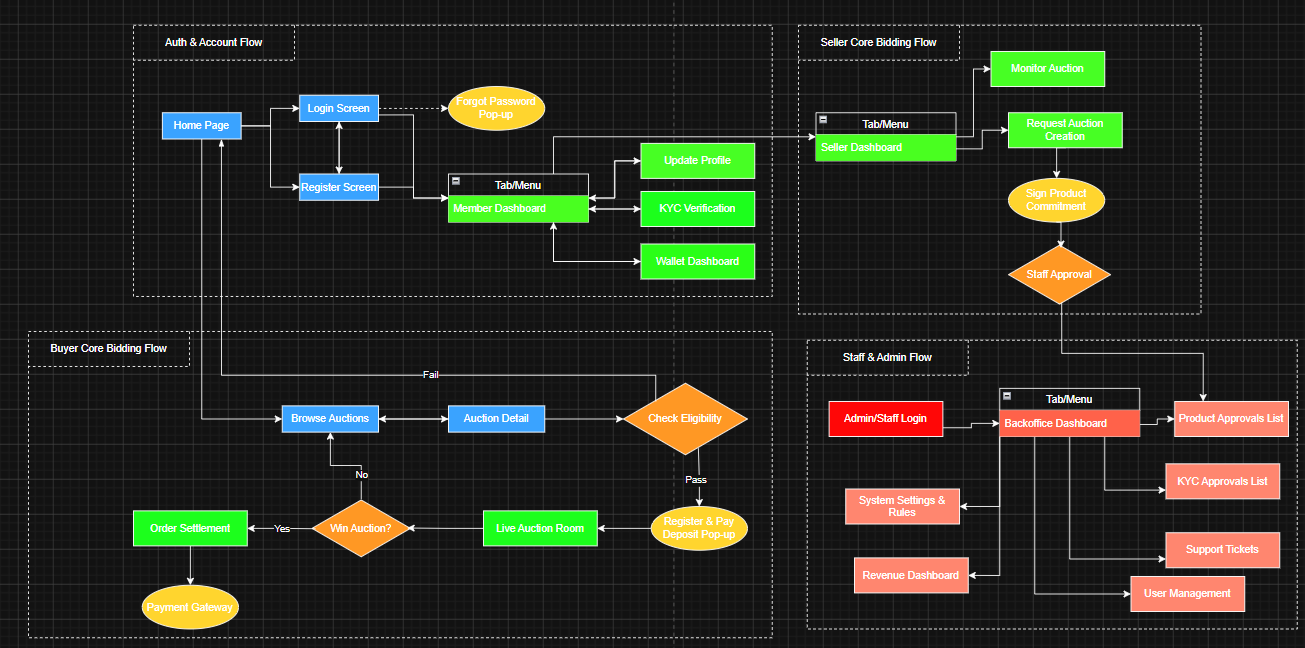 Auth & Account Flow
Home Page
Login Screen
Register Screen
Forgot Password
Pop-up
Tab/Menu
Member Dashboard
Update Profile
KYC Verification
Wallet Dashboard
Seller Core Bidding Flow
Tab/Menu
Seller Dashboard
Monitor Auction
Request Auction
Creation
Sign Product
Commitment
Staff Approval
Buyer Core Bidding Flow
Fail
Browse Auctions
Auction Detail
Check Eligibility
Pass
Register & Pay
Deposit Pop-up
Live Auction Room
Win Auction?
No
Yes
Order Settlement
Payment Gateway
Staff & Admin Flow
Admin/Staff Login
Tab/Menu
Backoffice Dashboard
Product Approvals List
KYC Approvals List
System Settings &
Rules
Support Tickets
Revenue Dashboard
User Management